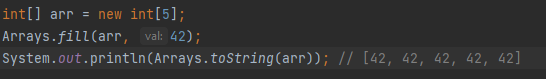 int[] arr = new int[5];
Arrays.fill(arr, val: 42);
System.out.println(Arrays.toString(arr)); // [42, 42, 42, 42, 42]